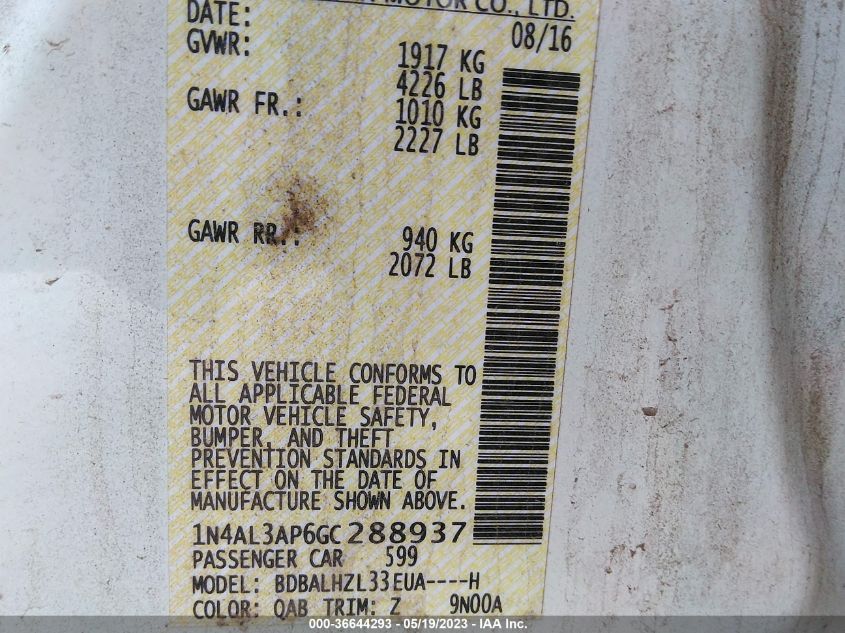 MOTOR CO., LTD.
DATE: 08/16
GVWR: 1917 KG
4226 LB
GAWR FR.: 1010 KG
2227 LB
GAWR RR.: 940 KG
2072 LB
THIS VEHICLE CONFORMS TO
ALL APPLICABLE FEDERAL
MOTOR VEHICLE SAFETY,
BUMPER, AND THEFT
PREVENTION STANDARDS IN
EFFECT ON THE DATE OF
MANUFACTURE SHOWN ABOVE.
1N4AL3AP6GC288937
PASSENGER CAR 599
MODEL: BDBALHZL33EUA----H
COLOR: QAB TRIM: Z 9N00A
000-36644293 - 05/19/2023 - IAA Inc.